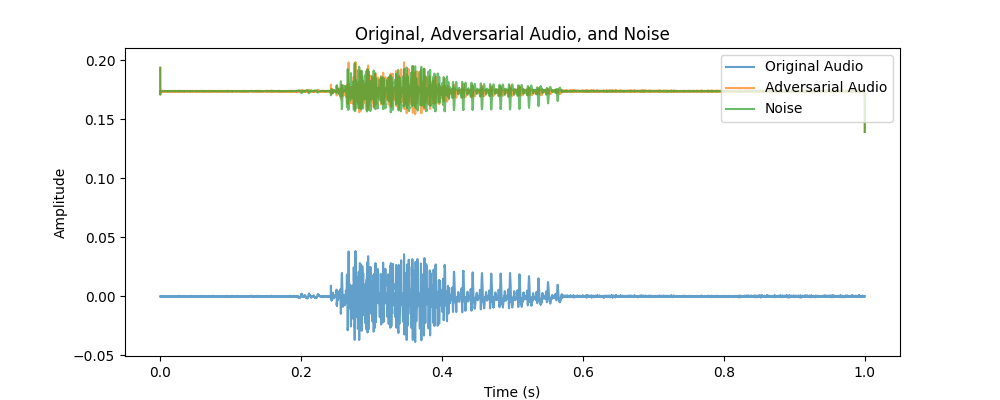 Original, Adversarial Audio, and Noise
Original Audio
Adversarial Audio
Noise
Amplitude
0.20
0.15
0.10
0.05
0.00
−0.05
0.0 0.2 0.4 0.6 0.8 1.0
Time (s)